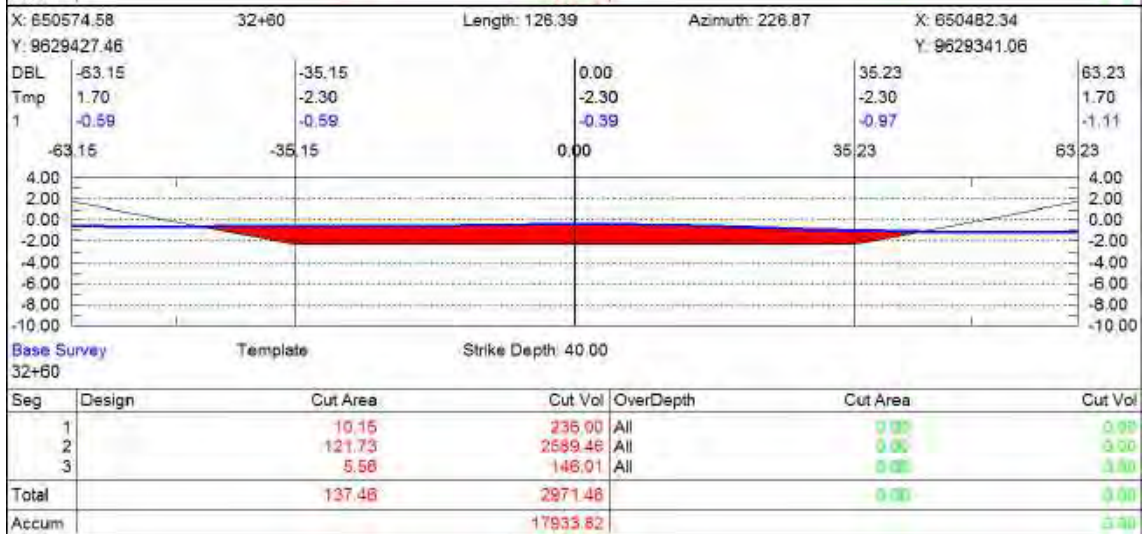 X: 650574.58 32+60 Length: 126.39 Azimuth: 226.87 X: 650482.34
Y: 9629427.46 Y: 9629341.06
DBL -63.15 -35.15 0.00 35.23 63.23
Tmp 1.70 -2.30 -2.30 -2.30 1.70
1 -0.59 -0.59 -0.39 -0.97 -1.11
-63.15 -35.15 0.00 35.23 63.23
4.00 4.00
2.00 2.00
0.00 0.00
-2.00 -2.00
-4.00 -4.00
-6.00 -6.00
-8.00 -8.00
-10.00 -10.00
Base Survey Template Strike Depth: 40.00
32+60
Seg Design Cut Area Cut Vol OverDepth Cut Area Cut Vol
1 10.15 236.00 All 0.00 0.00
2 121.73 2589.46 All 0.00 0.00
3 5.58 146.01 All 0.00 0.00
Total 137.46 2971.46 0.00 0.00
Accum 17933.82 0.00